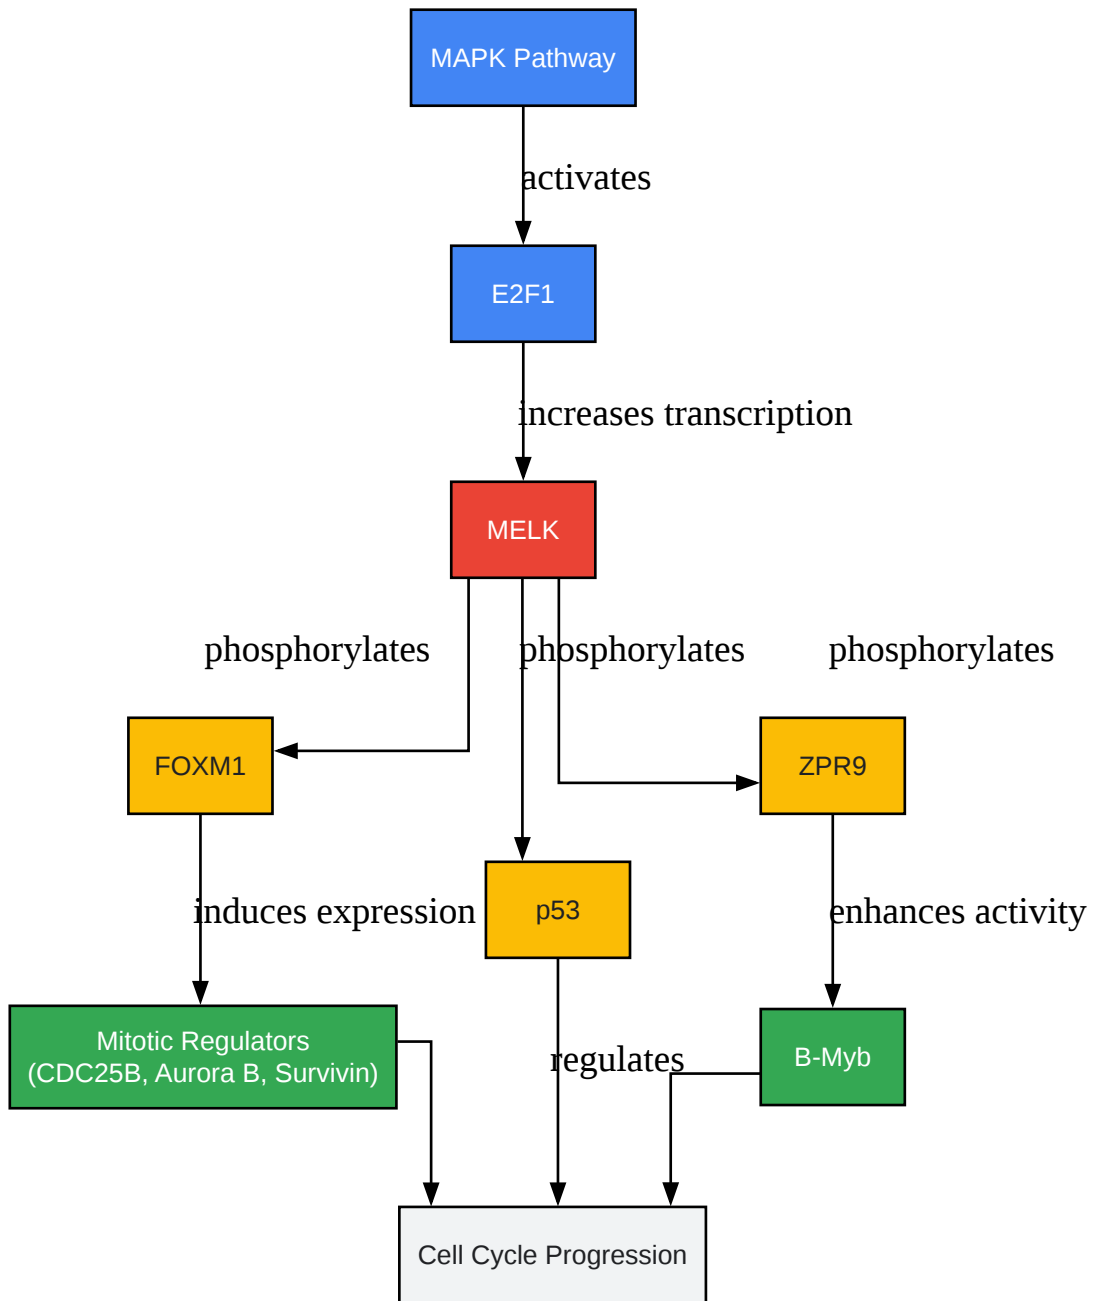 MAPK Pathway
activates
E2F1
increases transcription
MELK
phosphorylates
phosphorylates
phosphorylates
FOXM1
ZPR9
induces expression
p53
enhances activity
Mitotic Regulators
(CDC25B, Aurora B, Survivin)
regulates
B-Myb
Cell Cycle Progression